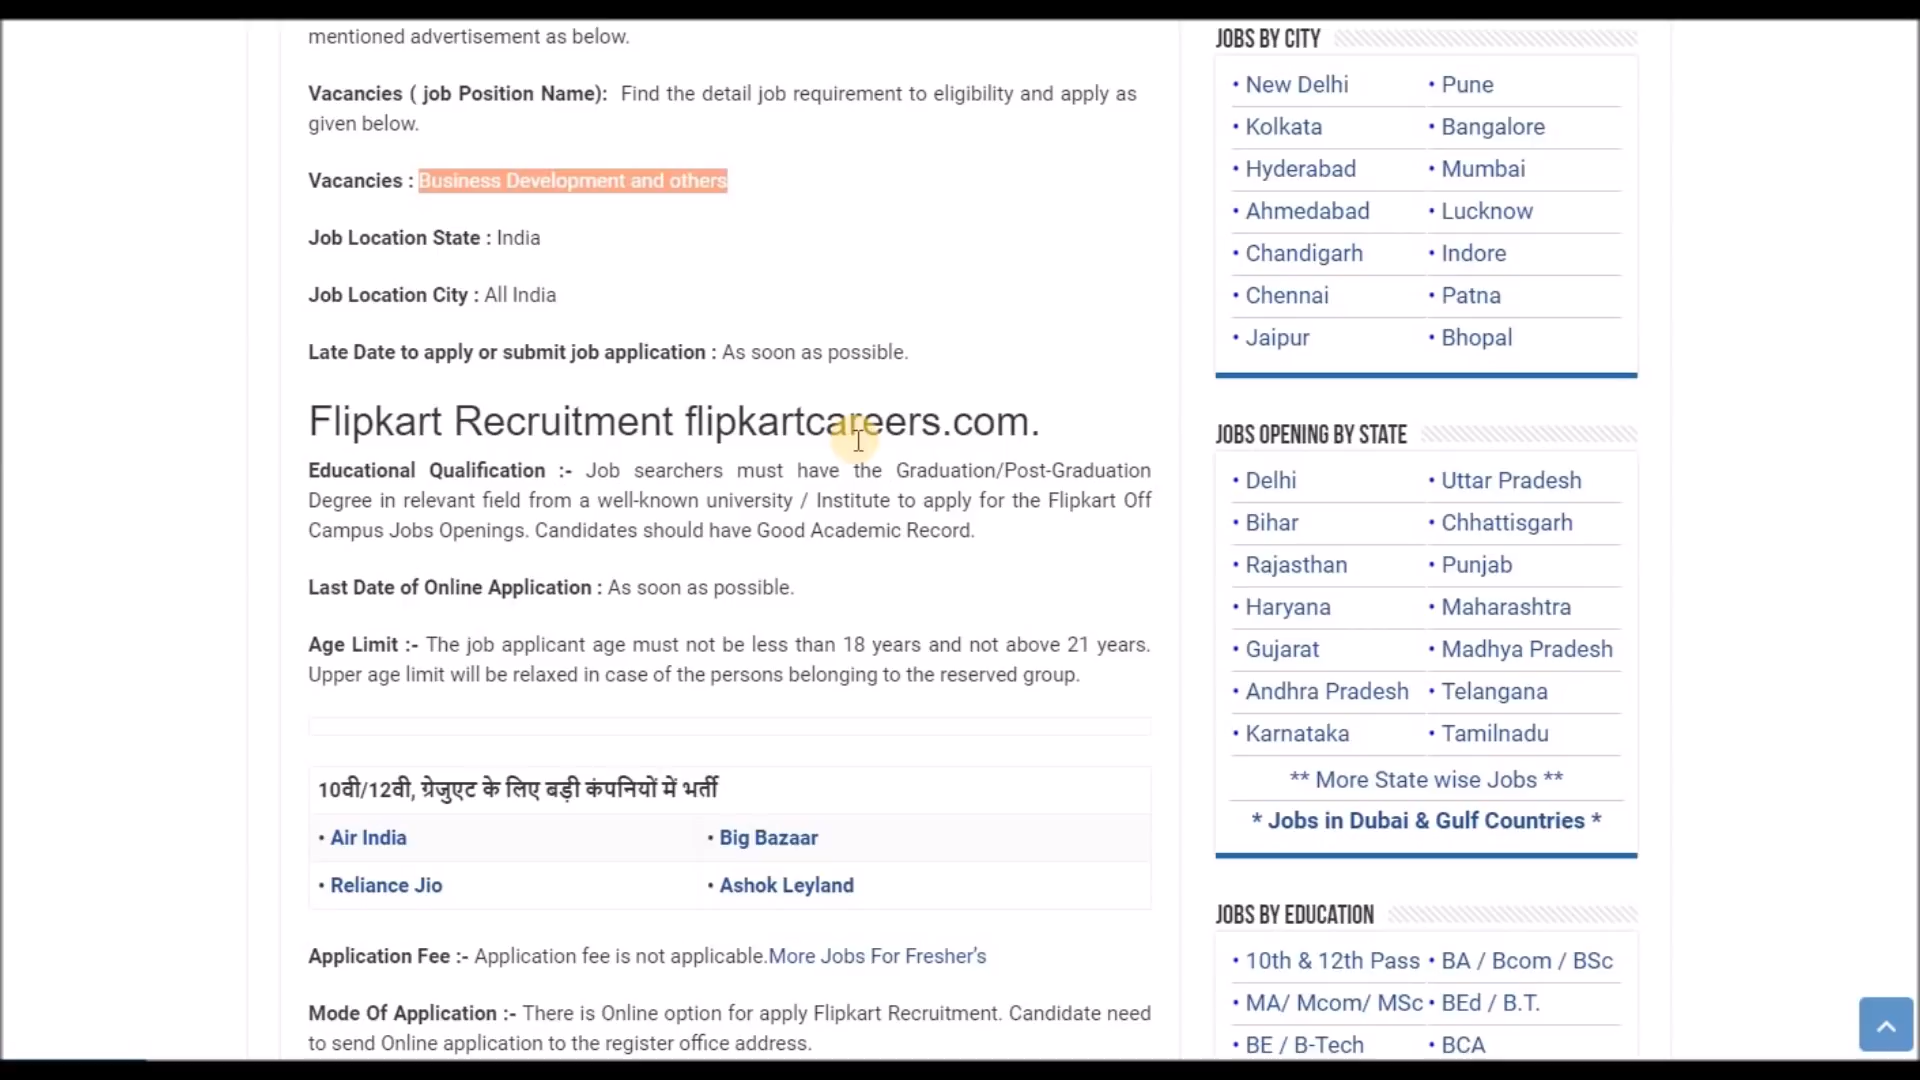 mentioned advertisement as below.
Vacancies ( job Position Name): Find the detail job requirement to eligibility and apply as
given below.
Vacancies : Business Development and others
Job Location State : India
Job Location City : All India
Late Date to apply or submit job application : As soon as possible.
Flipkart Recruitment flipkartcareers.com.
Educational Qualification :- Job searchers must have the Graduation/Post-Graduation
Degree in relevant field from a well-known university / Institute to apply for the Flipkart Off
Campus Jobs Openings. Candidates should have Good Academic Record.
Last Date of Online Application : As soon as possible.
Age Limit :- The job applicant age must not be less than 18 years and not above 21 years.
Upper age limit will be relaxed in case of the persons belonging to the reserved group.
10वी/12वी, ग्रेजुएट के लिए बड़ी कंपनियों में भर्ती
• Air India • Big Bazaar
• Reliance Jio • Ashok Leyland
Application Fee :- Application fee is not applicable.More Jobs For Fresher’s
Mode Of Application :- There is Online option for apply Flipkart Recruitment. Candidate need
to send Online application to the register office address.
JOBS BY CITY
• New Delhi • Pune
• Kolkata • Bangalore
• Hyderabad • Mumbai
• Ahmedabad • Lucknow
• Chandigarh • Indore
• Chennai • Patna
• Jaipur • Bhopal
JOBS OPENING BY STATE
• Delhi • Uttar Pradesh
• Bihar • Chhattisgarh
• Rajasthan • Punjab
• Haryana • Maharashtra
• Gujarat • Madhya Pradesh
• Andhra Pradesh • Telangana
• Karnataka • Tamilnadu
** More State wise Jobs **
* Jobs in Dubai & Gulf Countries *
JOBS BY EDUCATION
• 10th & 12th Pass • BA / Bcom / BSc
• MA/ Mcom/ MSc • BEd / B.T.
• BE / B-Tech • BCA